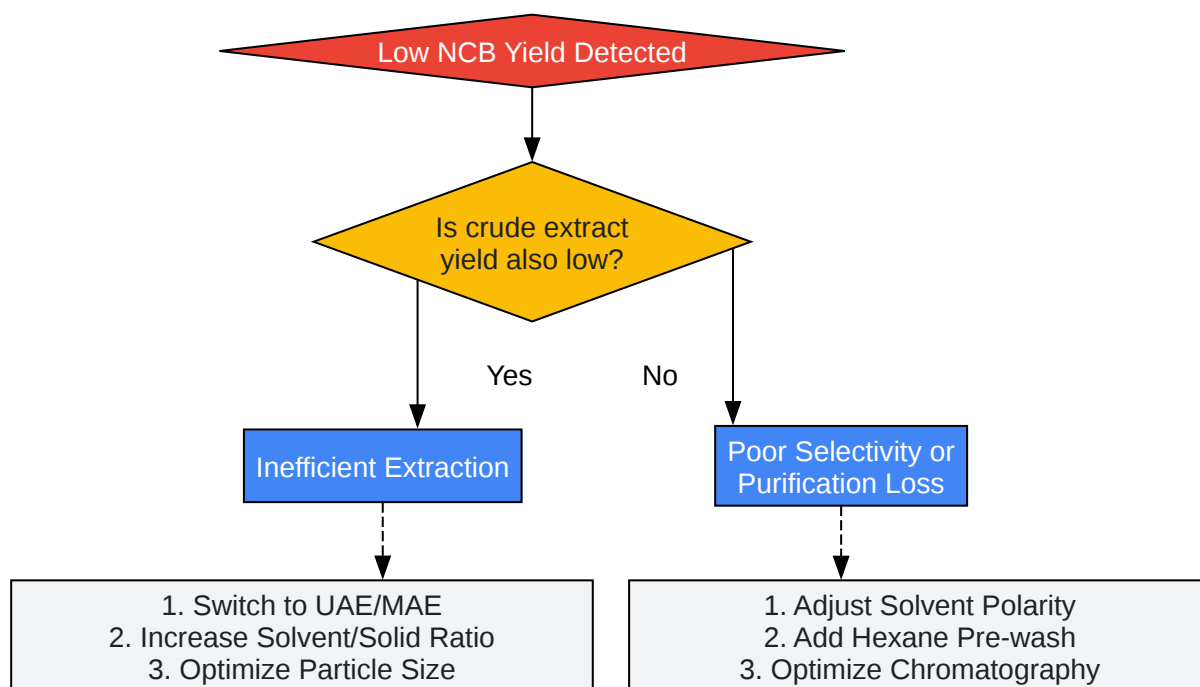 Low NCB Yield Detected
Is crude extract
yield also low?
Yes
No
Inefficient Extraction
Poor Selectivity or
Purification Loss
1. Switch to UAE/MAE
2. Increase Solvent/Solid Ratio
3. Optimize Particle Size
1. Adjust Solvent Polarity
2. Add Hexane Pre-wash
3. Optimize Chromatography